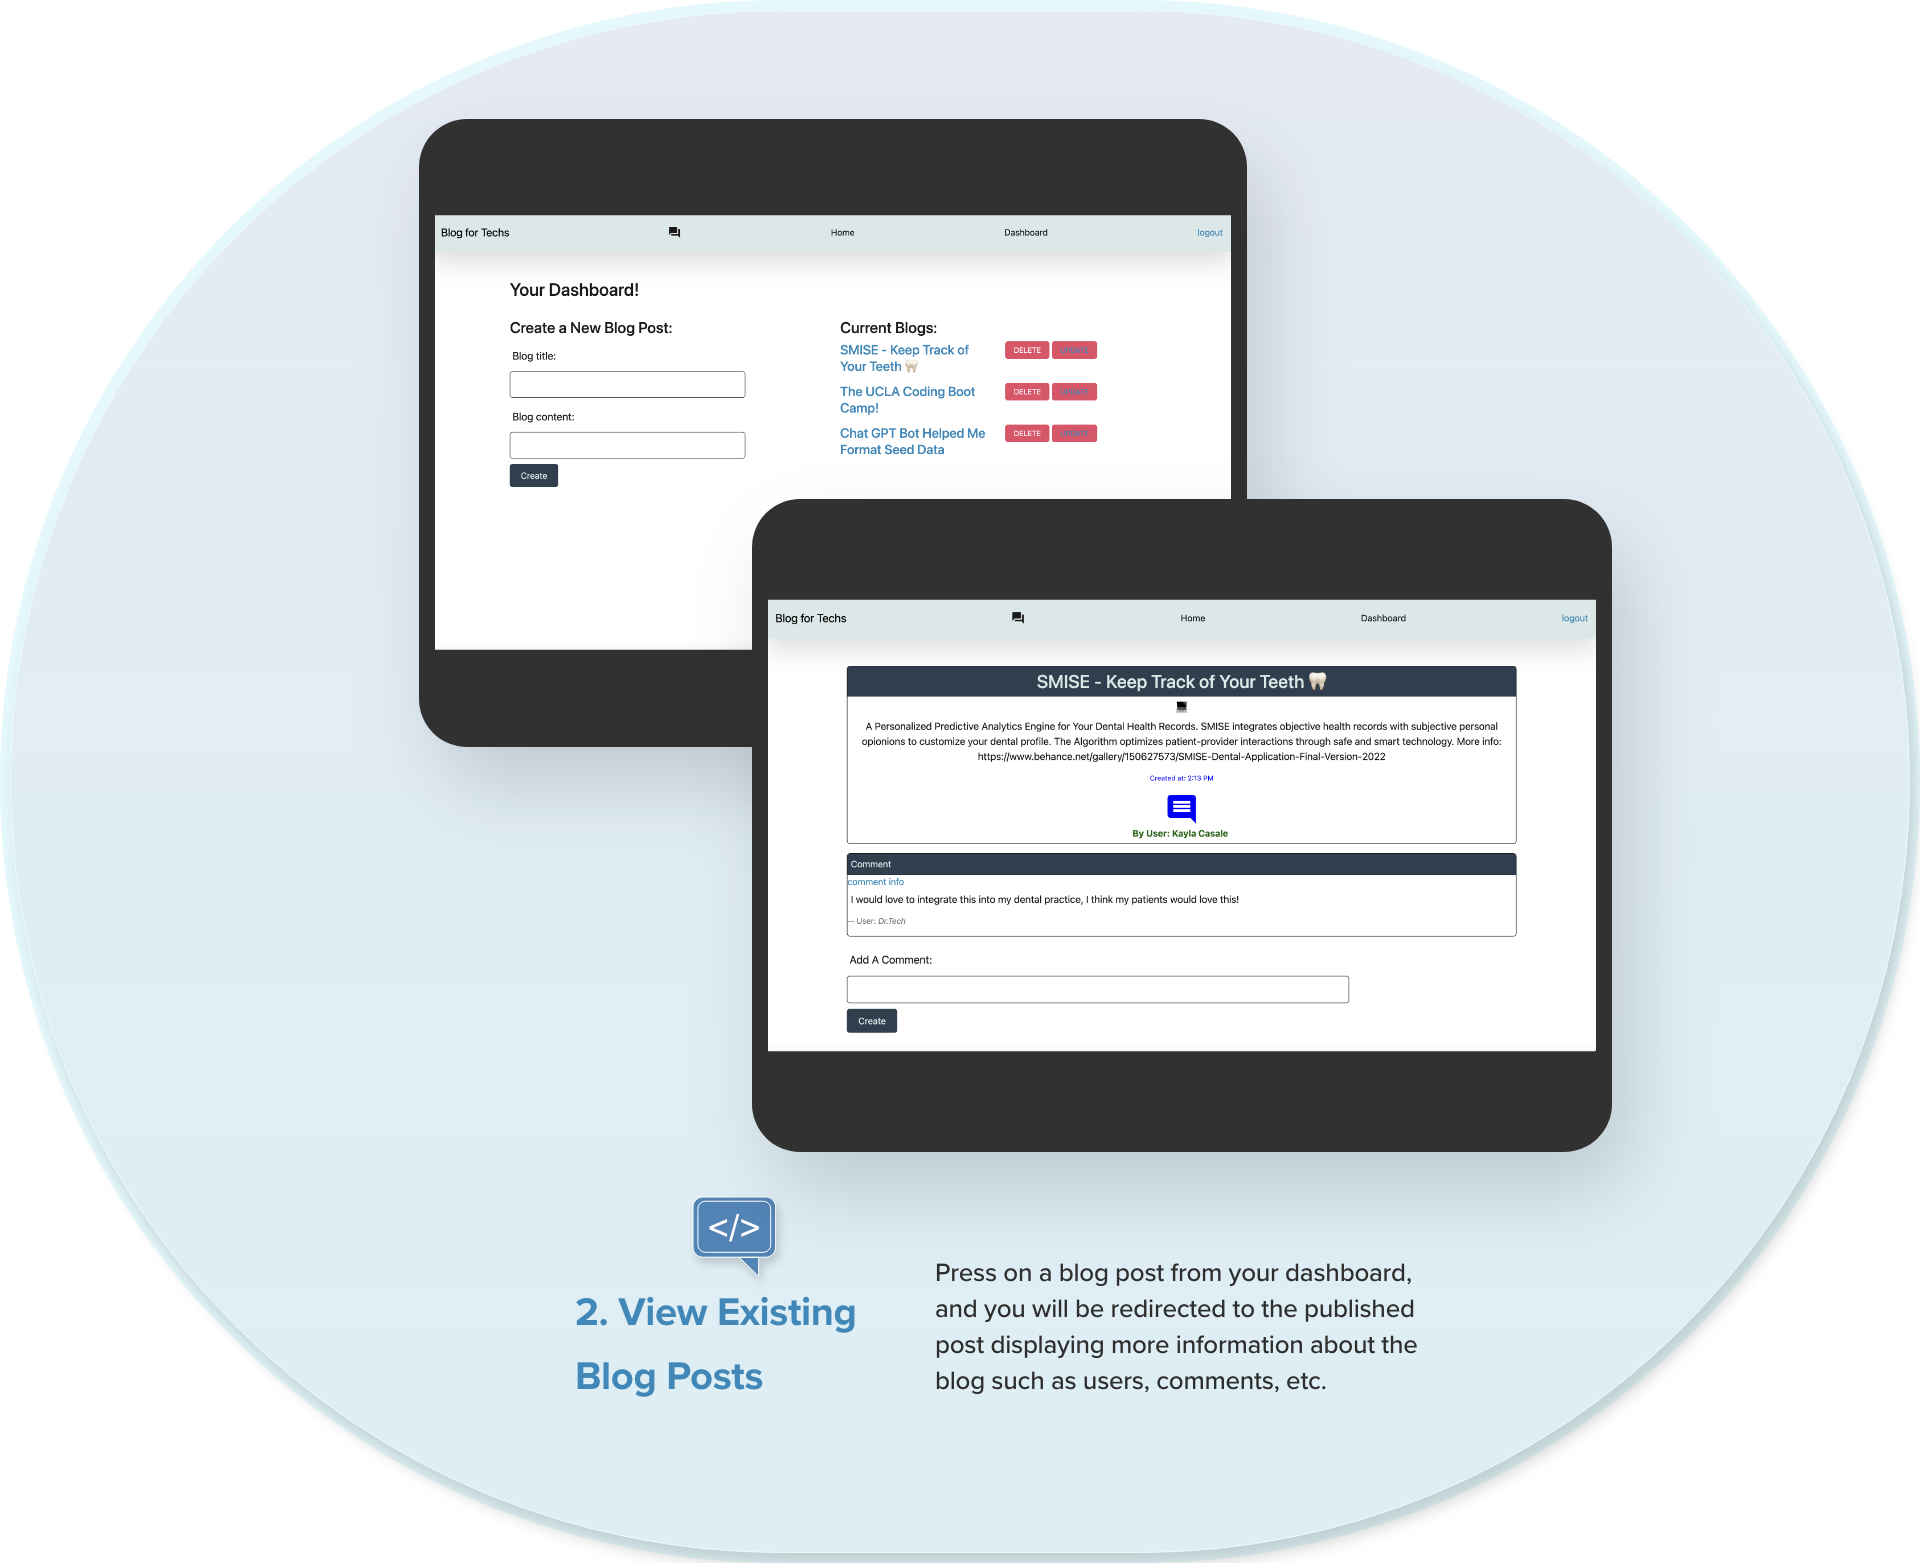 Blog for Techs
Home
Dashboard
logout
Your Dashboard!
Create a New Blog Post:
Blog title:
Blog content:
Create
Current Blogs:
SMISE - Keep Track of
Your Teeth 🦷
DELETE
The UCLA Coding Boot
Camp!
DELETE
Chat GPT Bot Helped Me
Format Seed Data
DELETE
Blog for Techs
Home
Dashboard
logout
SMISE - Keep Track of Your Teeth 🦷
A Personalized Predictive Analytics Engine for Your Dental Health Records. SMISE integrates objective health records with subjective personal
opionions to customize your dental profile. The Algorithm optimizes patient-provider interactions through safe and smart technology. More info:
https://www.behance.net/gallery/150627573/SMISE-Dental-Application-Final-Version-2022
Created at: 2:13 PM
By User: Kayla Casale
Comment
comment info
I would love to integrate this into my dental practice, I think my patients would love this!
— User: Dr.Tech
Add A Comment:
Create
</>
2. View Existing
Blog Posts
Press on a blog post from your dashboard,
and you will be redirected to the published
post displaying more information about the
blog such as users, comments, etc.